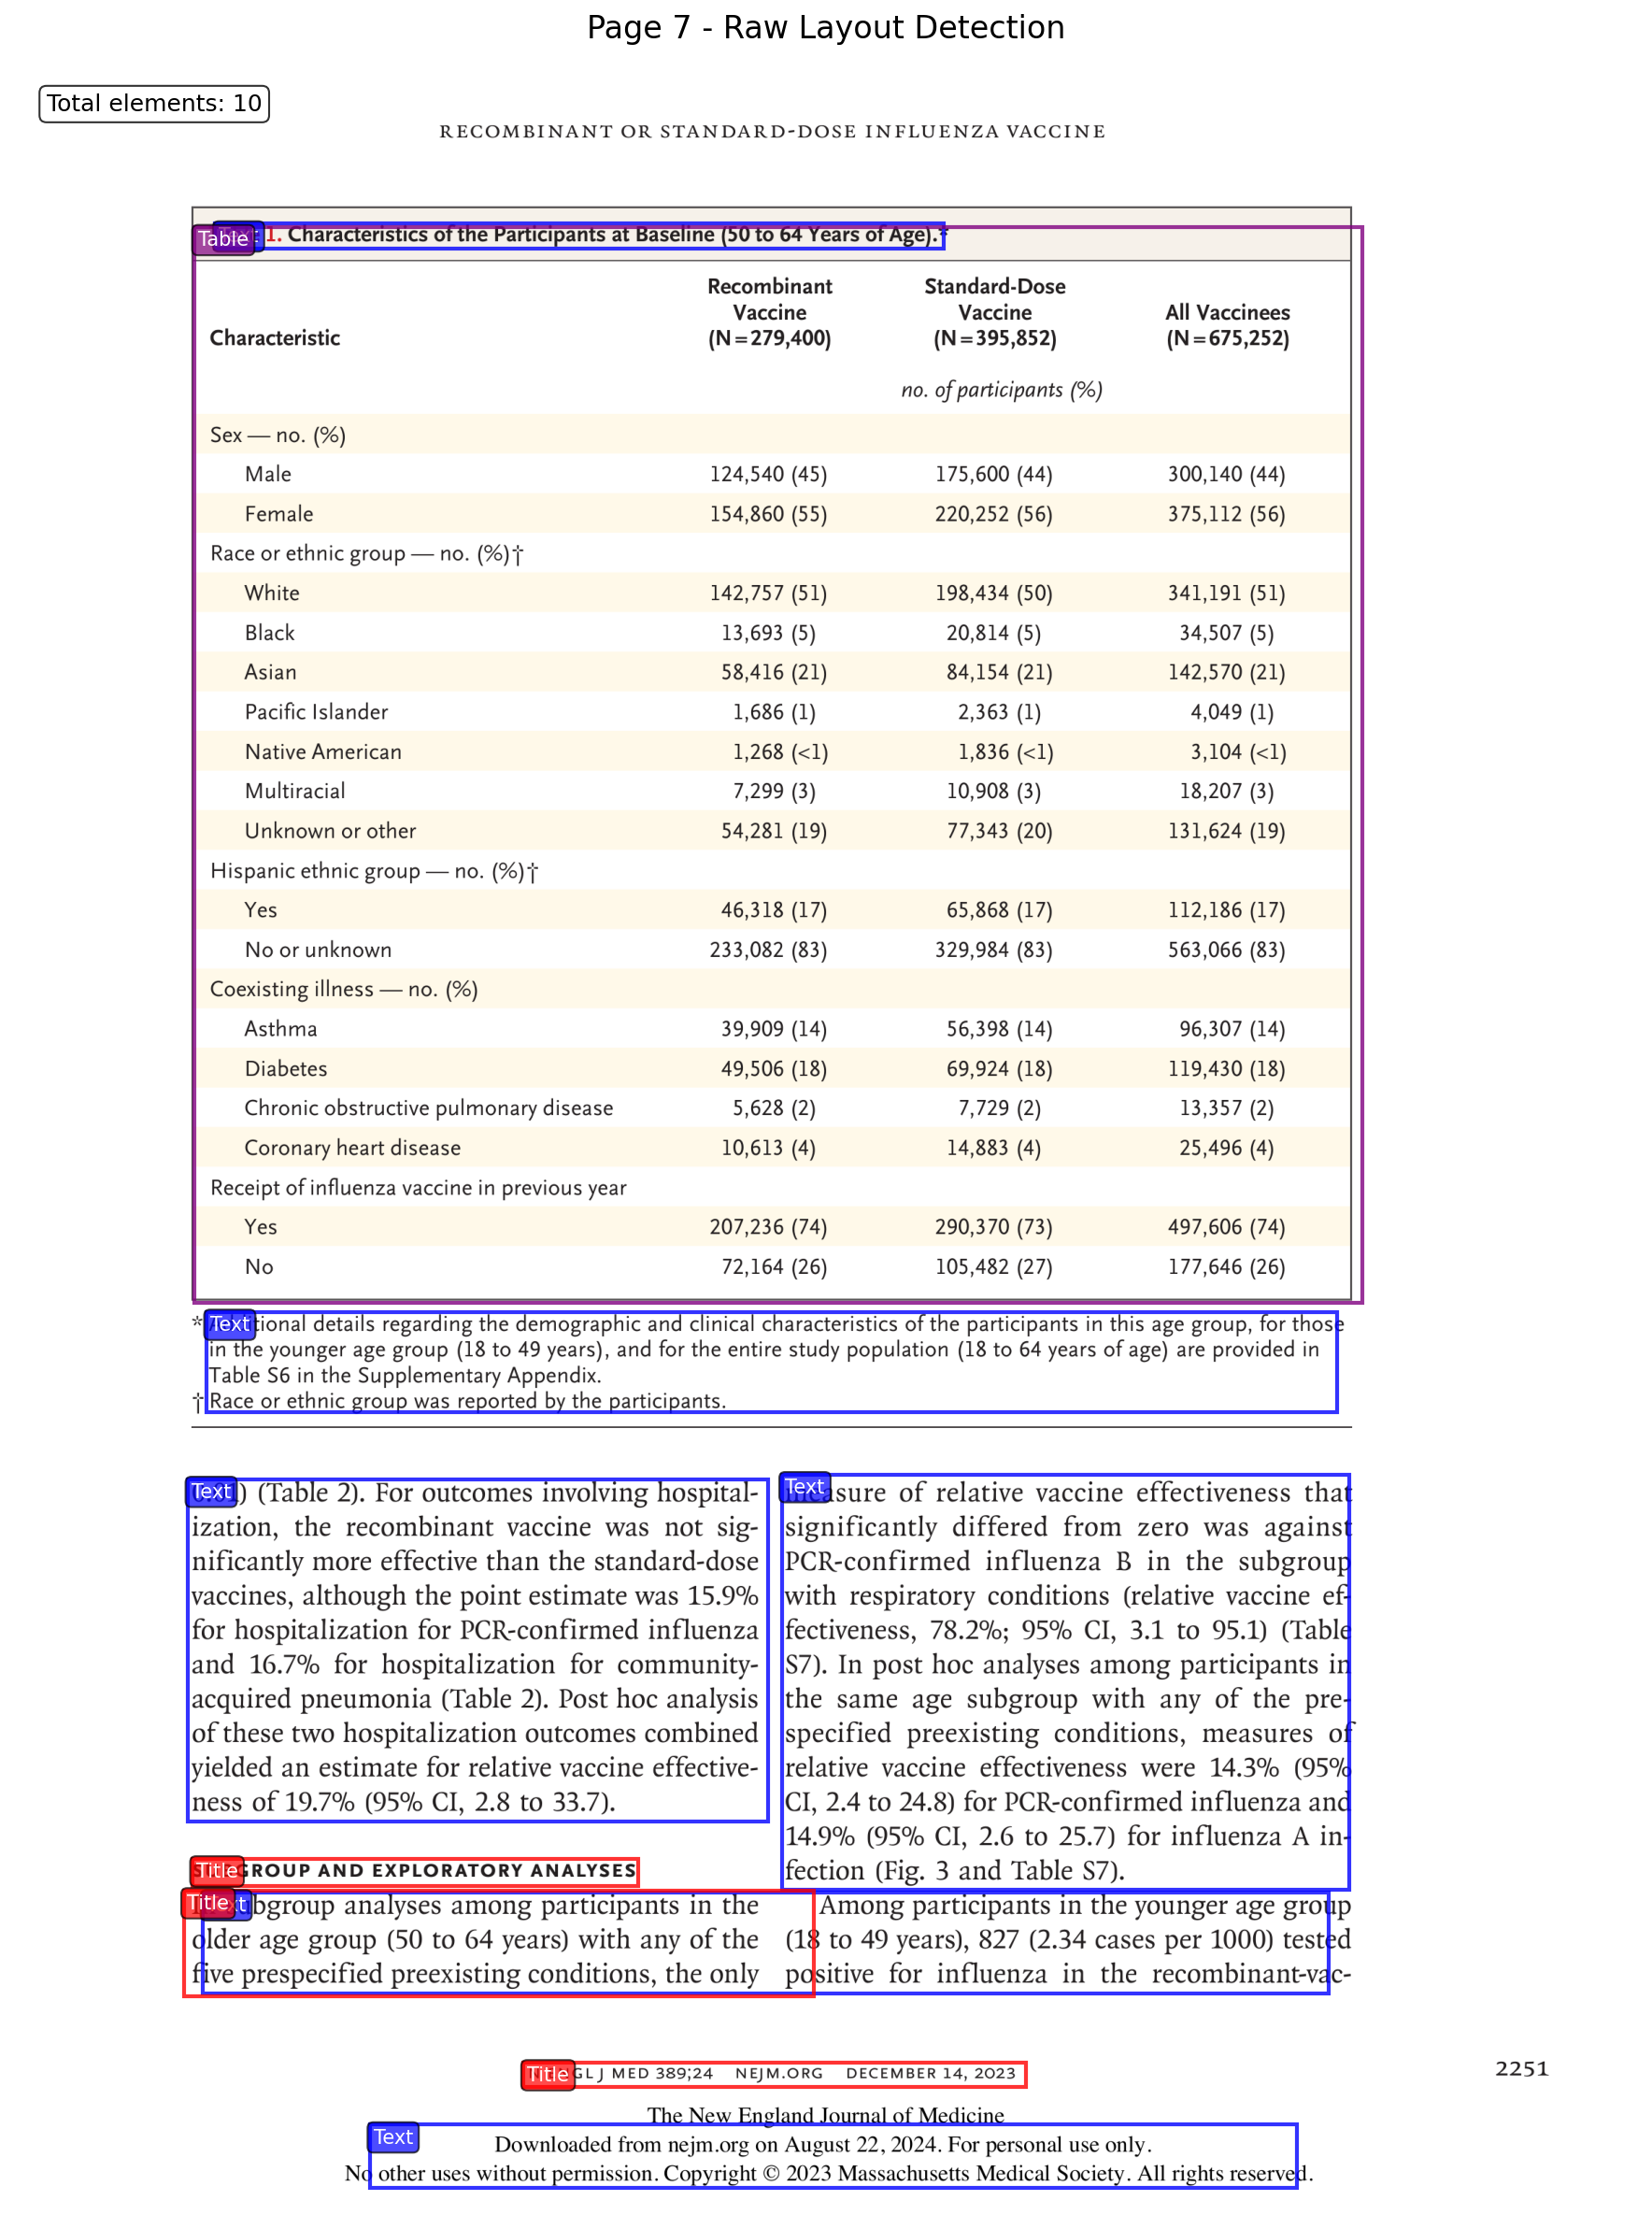 Page 7 - Raw Layout Detection
Total elements: 10
RECOMBINANT OR STANDARD-DOSE INFLUENZA VACCINE
Table 1. Characteristics of the Participants at Baseline (50 to 64 Years of Age).*
Characteristic Recombinant Vaccine (N=279,400) Standard-Dose Vaccine (N=395,852) All Vaccinees (N=675,252)
no. of participants (%)
Sex — no. (%)
Male 124,540 (45) 175,600 (44) 300,140 (44)
Female 154,860 (55) 220,252 (56) 375,112 (56)
Race or ethnic group — no. (%)†
White 142,757 (51) 198,434 (50) 341,191 (51)
Black 13,693 (5) 20,814 (5) 34,507 (5)
Asian 58,416 (21) 84,154 (21) 142,570 (21)
Pacific Islander 1,686 (1) 2,363 (1) 4,049 (1)
Native American 1,268 (<1) 1,836 (<1) 3,104 (<1)
Multiracial 7,299 (3) 10,908 (3) 18,207 (3)
Unknown or other 54,281 (19) 77,343 (20) 131,624 (19)
Hispanic ethnic group — no. (%)†
Yes 46,318 (17) 65,868 (17) 112,186 (17)
No or unknown 233,082 (83) 329,984 (83) 563,066 (83)
Coexisting illness — no. (%)
Asthma 39,909 (14) 56,398 (14) 96,307 (14)
Diabetes 49,506 (18) 69,924 (18) 119,430 (18)
Chronic obstructive pulmonary disease 5,628 (2) 7,729 (2) 13,357 (2)
Coronary heart disease 10,613 (4) 14,883 (4) 25,496 (4)
Receipt of influenza vaccine in previous year
Yes 207,236 (74) 290,370 (73) 497,606 (74)
No 72,164 (26) 105,482 (27) 177,646 (26)
Text
* tional details regarding the demographic and clinical characteristics of the participants in this age group, for those
in the younger age group (18 to 49 years), and for the entire study population (18 to 64 years of age) are provided in
Table S6 in the Supplementary Appendix.
† Race or ethnic group was reported by the participants.
Text
) (Table 2). For outcomes involving hospital-
ization, the recombinant vaccine was not sig-
nificantly more effective than the standard-dose
vaccines, although the point estimate was 15.9%
for hospitalization for PCR-confirmed influenza
and 16.7% for hospitalization for community-
acquired pneumonia (Table 2). Post hoc analysis
of these two hospitalization outcomes combined
yielded an estimate for relative vaccine effective-
ness of 19.7% (95% CI, 2.8 to 33.7).
Title
GROUP AND EXPLORATORY ANALYSES
Title Text
bgroup analyses among participants in the
older age group (50 to 64 years) with any of the
five prespecified preexisting conditions, the only
Text
measure of relative vaccine effectiveness that
significantly differed from zero was against
PCR-confirmed influenza B in the subgroup
with respiratory conditions (relative vaccine ef-
fectiveness, 78.2%; 95% CI, 3.1 to 95.1) (Table
S7). In post hoc analyses among participants in
the same age subgroup with any of the pre-
specified preexisting conditions, measures of
relative vaccine effectiveness were 14.3% (95%
CI, 2.4 to 24.8) for PCR-confirmed influenza and
14.9% (95% CI, 2.6 to 25.7) for influenza A in-
fection (Fig. 3 and Table S7).
Among participants in the younger age group
(18 to 49 years), 827 (2.34 cases per 1000) tested
positive for influenza in the recombinant-vac-
Title
GL J MED 389;24 NEJM.ORG DECEMBER 14, 2023
2251
The New England Journal of Medicine
Text
Downloaded from nejm.org on August 22, 2024. For personal use only.
No other uses without permission. Copyright © 2023 Massachusetts Medical Society. All rights reserved.